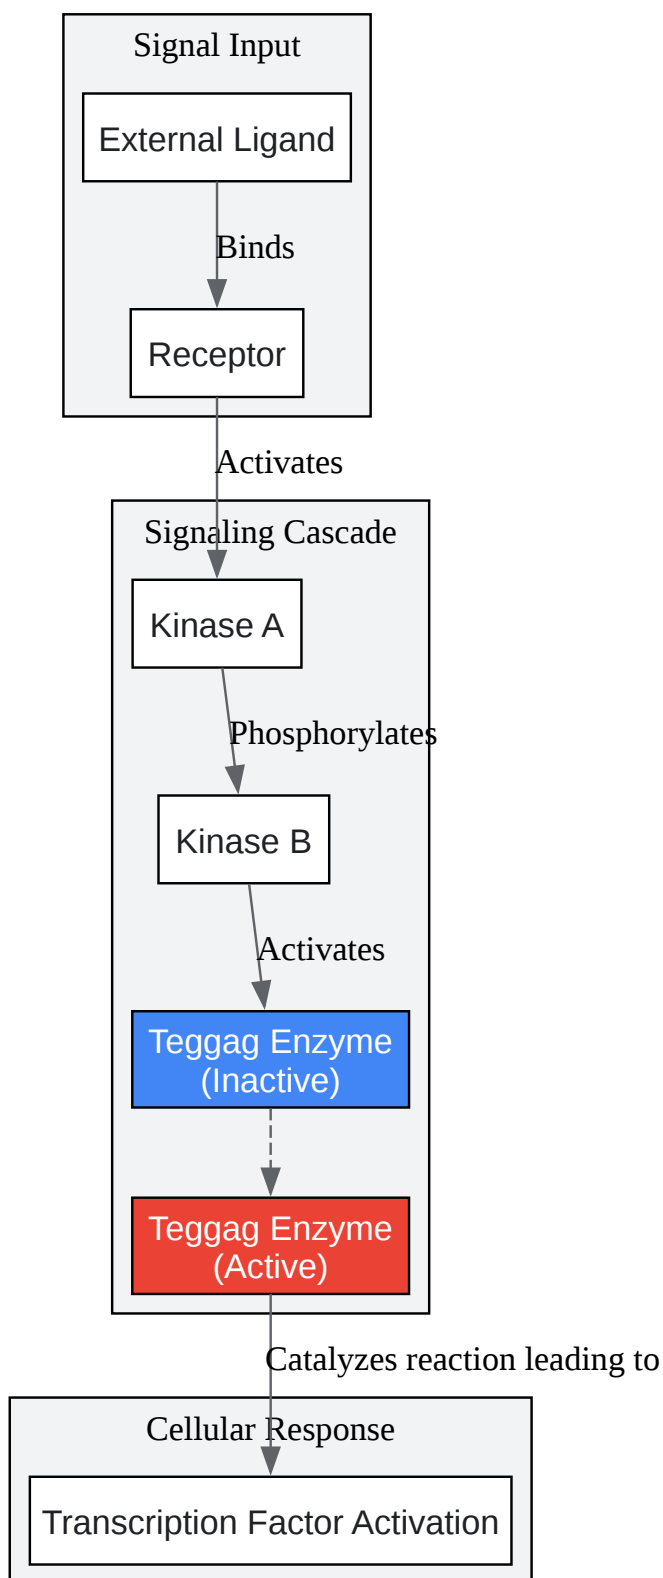 Signal Input
External Ligand
Binds
Receptor
Activates
Signaling Cascade
Kinase A
Phosphorylates
Kinase B
Activates
Teggag Enzyme
(Inactive)
Teggag Enzyme
(Active)
Catalyzes reaction leading to
Cellular Response
Transcription Factor Activation